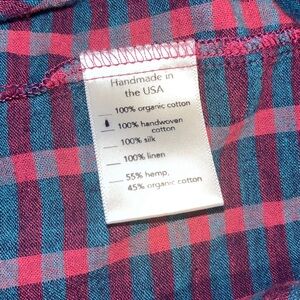 Handmade in
the USA
100% organic cotton
100% handwoven
cotton
100% silk
100% linen
55% hemp,
45% organic cotton